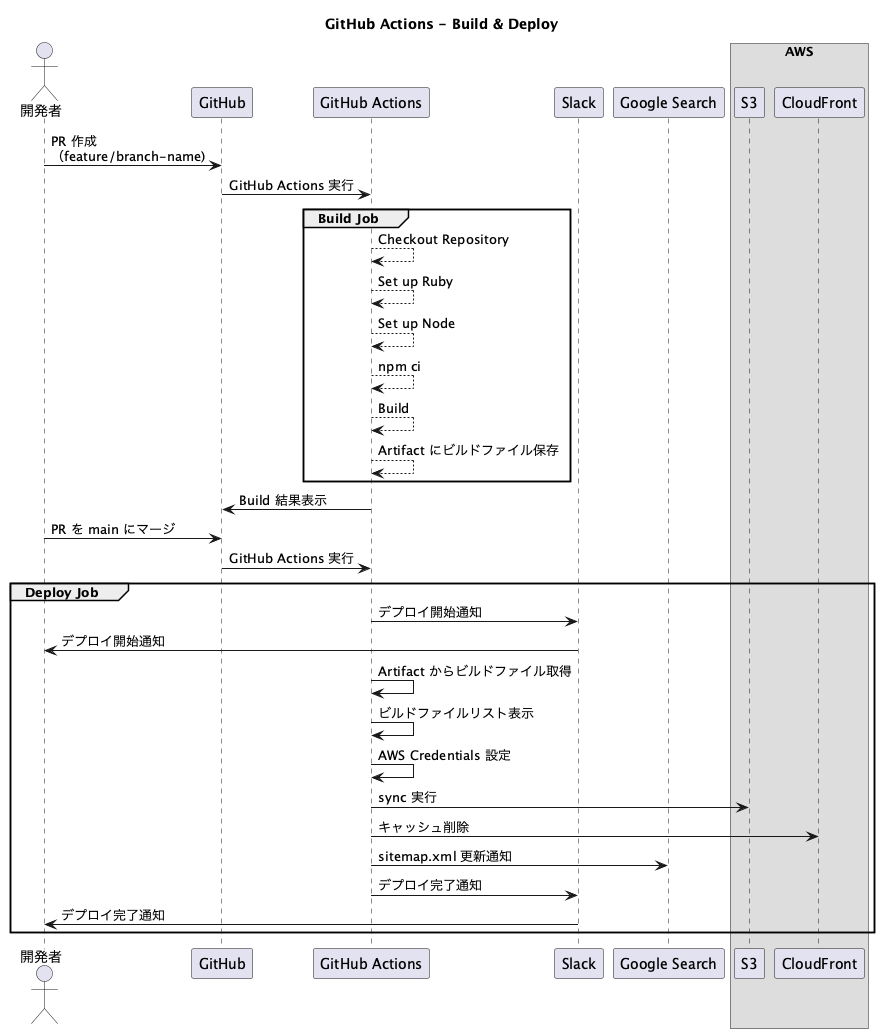 GitHub Actions - Build & Deploy
AWS
開発者
GitHub
GitHub Actions
Slack
Google Search
S3
CloudFront
PR 作成
（feature/branch-name)
GitHub Actions 実行
Build Job
Checkout Repository
Set up Ruby
Set up Node
npm ci
Build
Artifact にビルドファイル保存
Build 結果表示
PR を main にマージ
GitHub Actions 実行
Deploy Job
デプロイ開始通知
デプロイ開始通知
Artifact からビルドファイル取得
ビルドファイルリスト表示
AWS Credentials 設定
sync 実行
キャッシュ削除
sitemap.xml 更新通知
デプロイ完了通知
デプロイ完了通知
開発者
GitHub
GitHub Actions
Slack
Google Search
S3
CloudFront